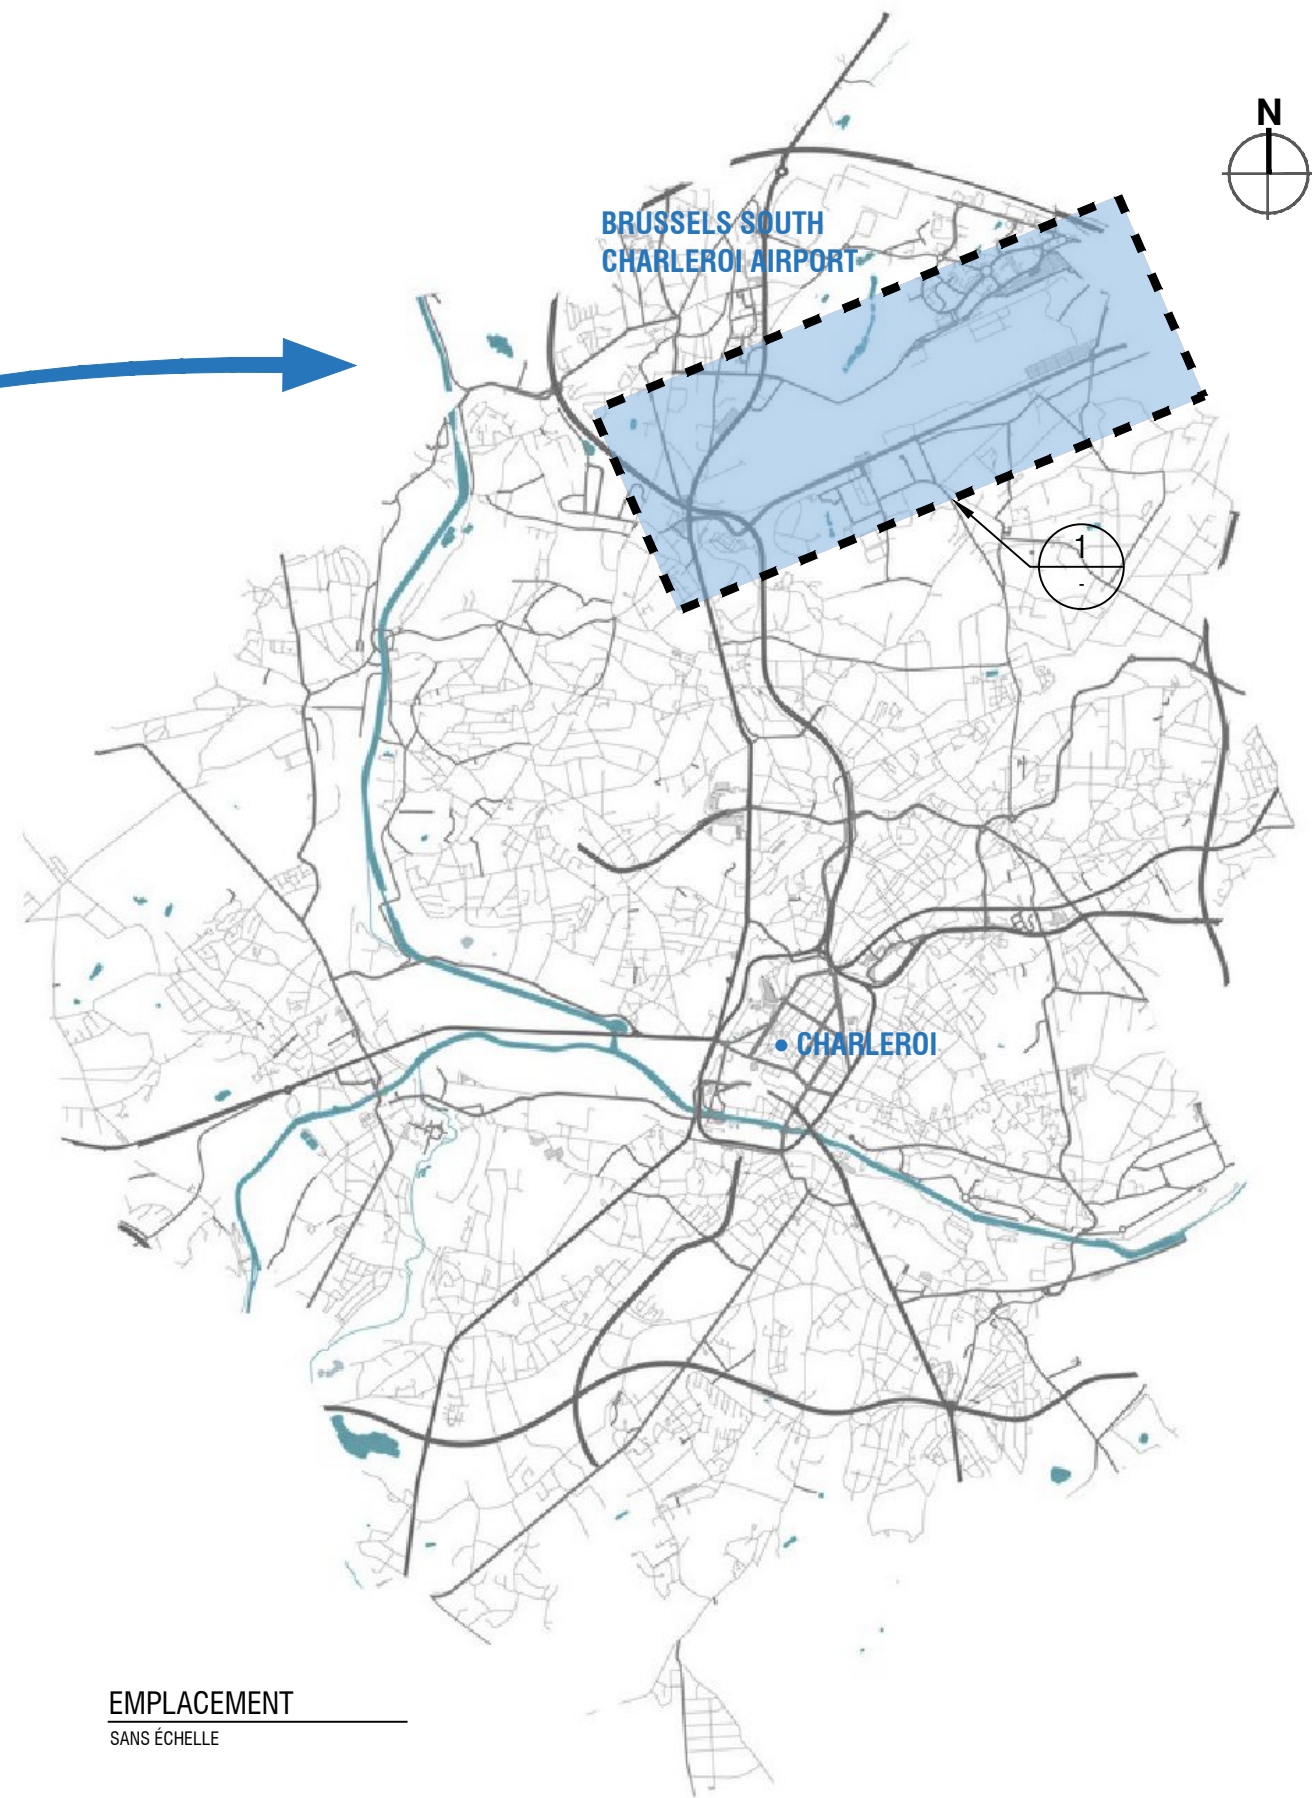 N
BRUSSELS SOUTH
CHARLEROI AIRPORT
1
-
CHARLEROI
EMPLACEMENT
SANS ÉCHELLE